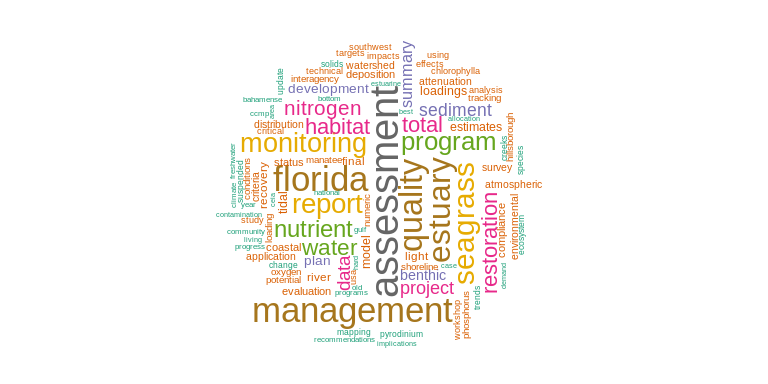 southwest
targets impacts using
summary
solids watershed effects
technical deposition chlorophylla
interagency attenuation
update estuarine
development loadings analysis
bahamense bottom tracking
nitrogen best sediment
ccmp area allocation
distribution habitat total estimates
critical hillsborough
monitoring assessment program creeks
status manatee final species
freshwater suspended conditions recovery survey
florida quality estuary seagrass atmospheric
climate criteria national
year ceia tidal report numeric restoration
contamination
study nutrient gulf compliance environmental
community loading
living water model ecosystem
progress coastal
application plan light
change data hard shoreline case
oxygen river usa benthic demand
potential old project
evaluation programs trends
management workshop phosphorus
mapping pyrodinium
recommendations implications